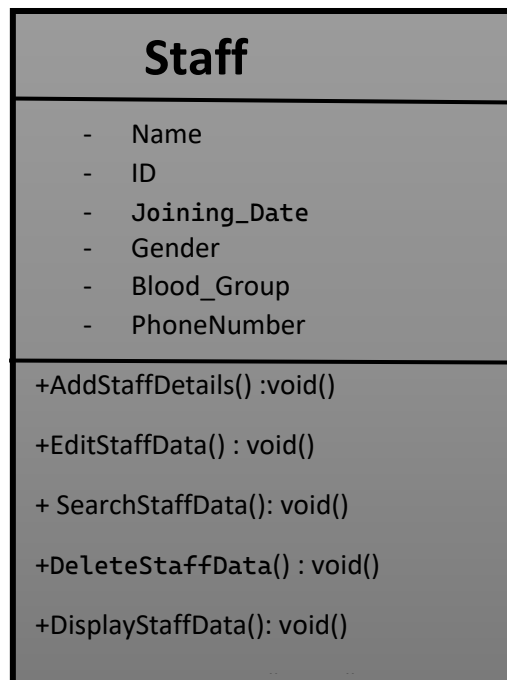 Staff
- Name
- ID
- Joining_Date
- Gender
- Blood_Group
- PhoneNumber
+AddStaffDetails() :void()
+EditStaffData() : void()
+ SearchStaffData(): void()
+DeleteStaffData() : void()
+DisplayStaffData(): void()